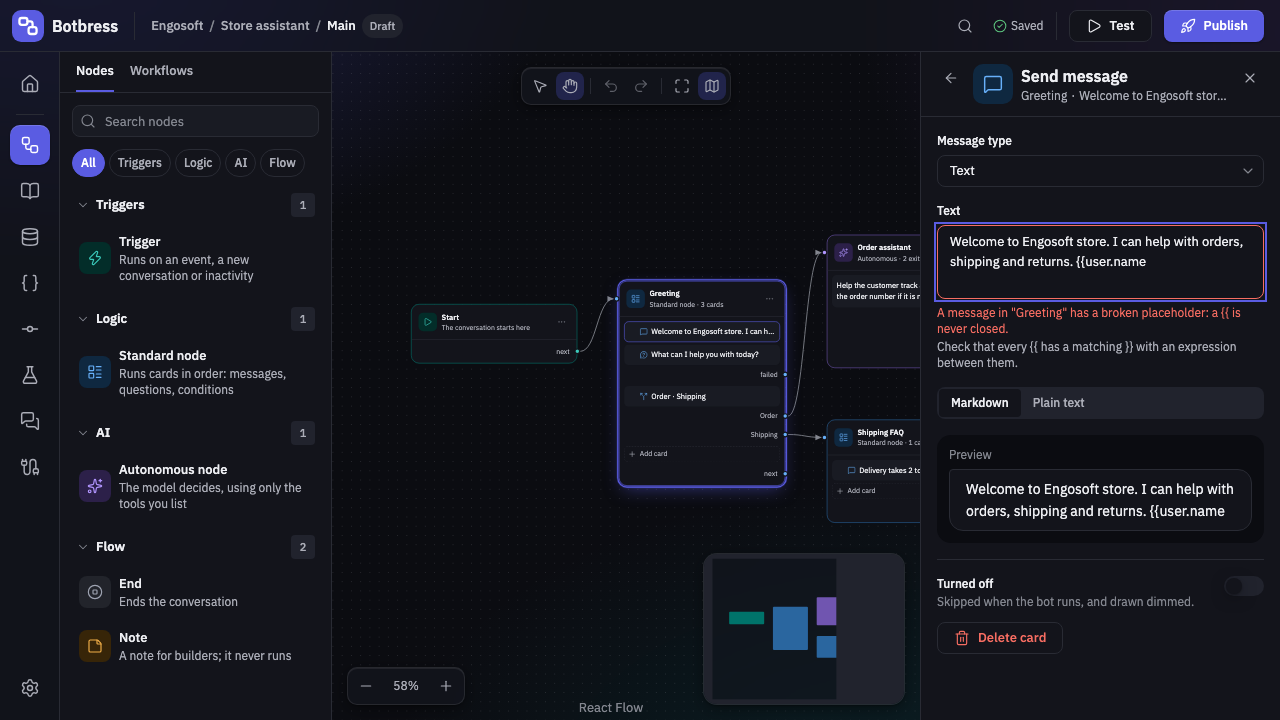 Botbress
Engosoft / Store assistant / Main Draft
Saved
Test
Publish
Nodes Workflows
Search nodes
All Triggers Logic AI Flow
Triggers 1
Trigger
Runs on an event, a new
conversation or inactivity
Logic 1
Standard node
Runs cards in order: messages,
questions, conditions
AI 1
Autonomous node
The model decides, using only the
tools you list
Flow 2
End
Ends the conversation
Note
A note for builders; it never runs
Start
The conversation starts here
next
Greeting
Standard node · 3 cards
Welcome to Engosoft store. I can h...
What can I help you with today?
failed
Order · Shipping
Order
Shipping
Add card
next
Order assistant
Autonomous · 2 exit
Help the customer track
the order number if it is n
Shipping FAQ
Standard node · 1 ca
Delivery takes 2 to
Add card
58%
React Flow
Send message
Greeting · Welcome to Engosoft stor...
Message type
Text
Text
Welcome to Engosoft store. I can help with orders,
shipping and returns. {{user.name
A message in "Greeting" has a broken placeholder: a {{ is
never closed.
Check that every {{ has a matching }} with an expression
between them.
Markdown Plain text
Preview
Welcome to Engosoft store. I can help with
orders, shipping and returns. {{user.name
Turned off
Skipped when the bot runs, and drawn dimmed.
Delete card